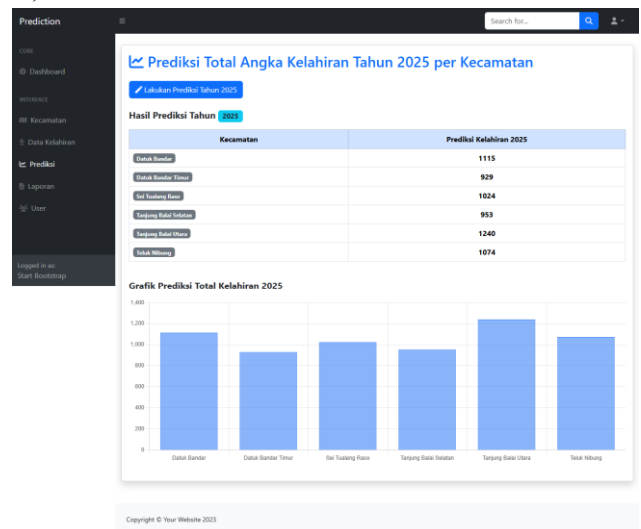 Prediction
Search for...
CORE
Dashboard
INTERFACE
Kecamatan
Data Kelahiran
Prediksi
Laporan
User
Logged in as:
Start Bootstrap
Prediksi Total Angka Kelahiran Tahun 2025 per Kecamatan
Lakukan Prediksi Tahun 2025
Hasil Prediksi Tahun 2025
Kecamatan Prediksi Kelahiran 2025
Datuk Bandar 1115
Datuk Bandar Timur 929
Sei Tualang Raso 1024
Tanjung Balai Selatan 953
Tanjung Balai Utara 1240
Teluk Nibung 1074
Grafik Prediksi Total Kelahiran 2025
1,400
1,200
1,000
800
600
400
200
0
Datuk Bandar Datuk Bandar Timur Sei Tualang Raso Tanjung Balai Selatan Tanjung Balai Utara Teluk Nibung
Copyright © Your Website 2023